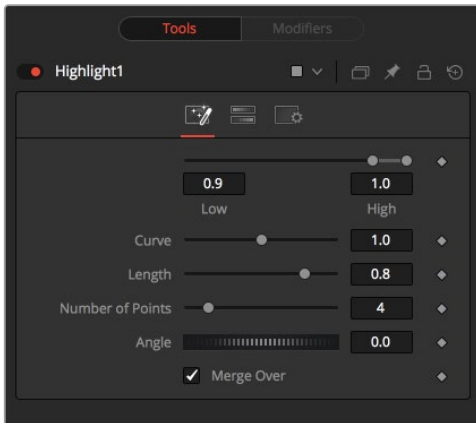 Tools Modifiers
Highlight1
0.9 1.0
Low High
Curve 1.0
Length 0.8
Number of Points 4
Angle 0.0
Merge Over